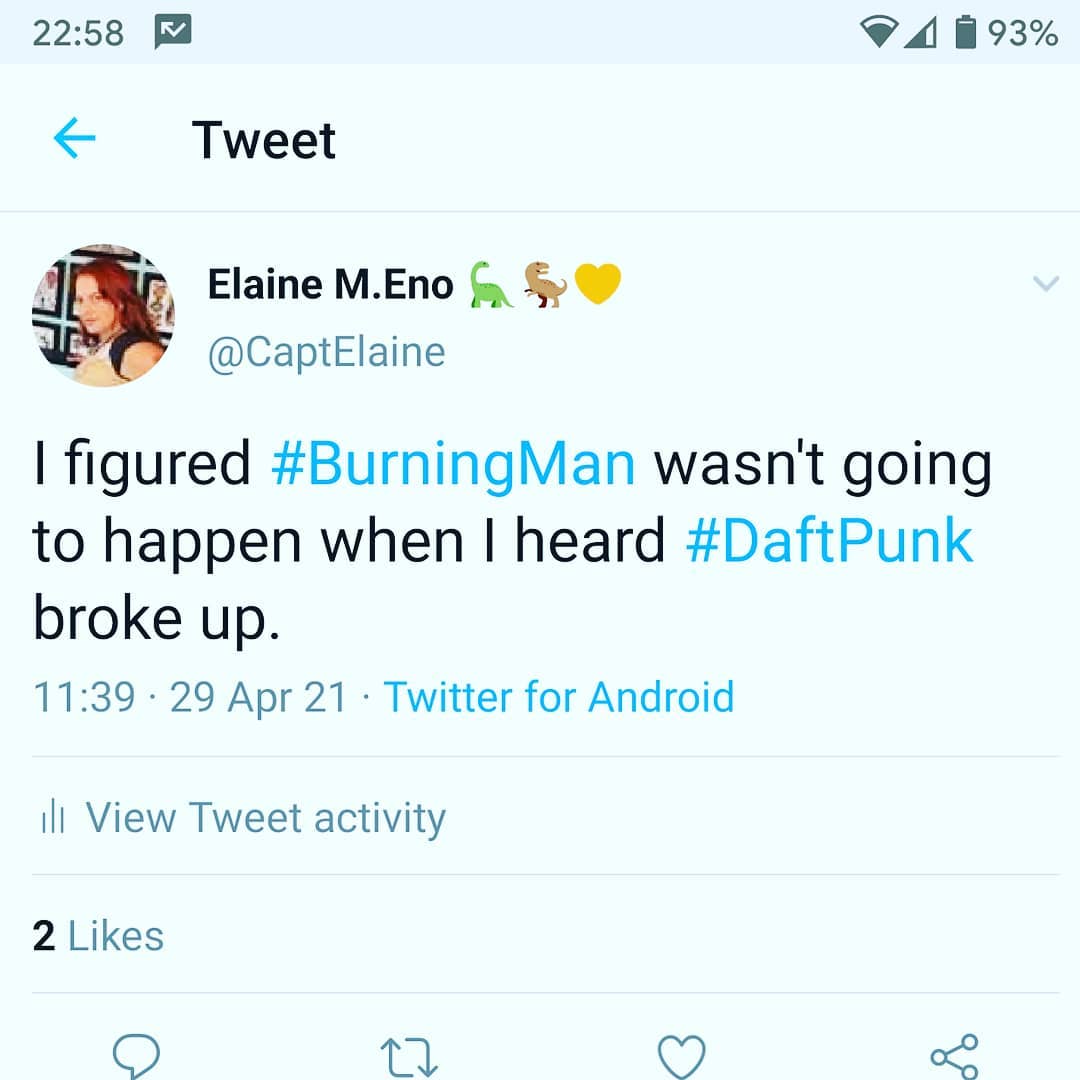 22:58 93%
Tweet
Elaine M.Eno 🦕🦖💛
@CaptElaine
I figured #BurningMan wasn't going
to happen when I heard #DaftPunk
broke up.
11:39 · 29 Apr 21 · Twitter for Android
View Tweet activity
2 Likes